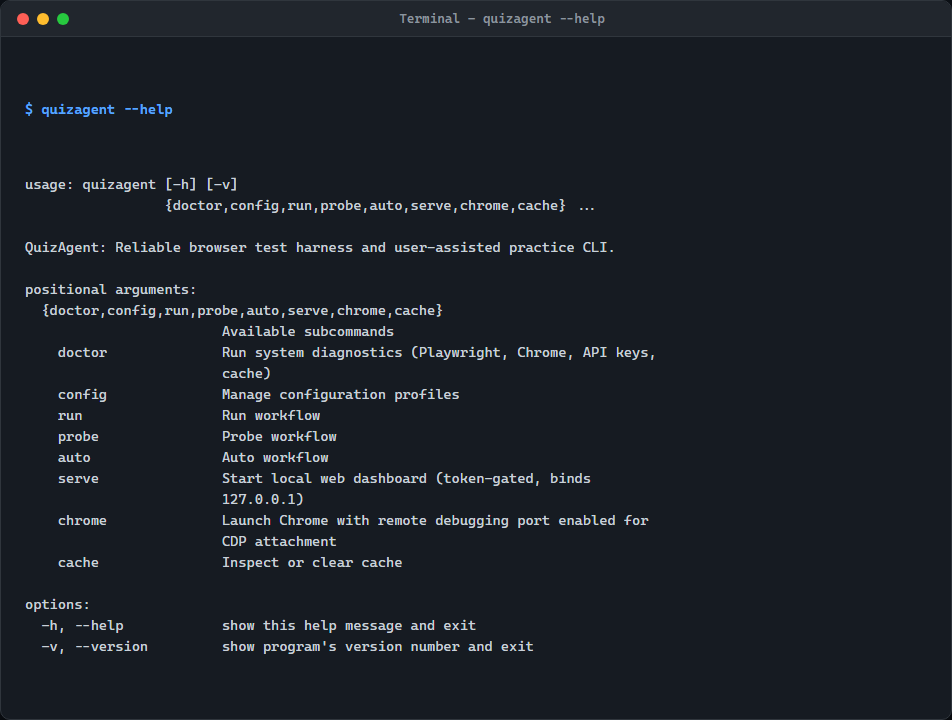 Terminal - quizagent --help
$ quizagent --help
usage: quizagent [-h] [-v]
{doctor,config,run,probe,auto,serve,chrome,cache} ...
QuizAgent: Reliable browser test harness and user-assisted practice CLI.
positional arguments:
{doctor,config,run,probe,auto,serve,chrome,cache}
Available subcommands
doctor Run system diagnostics (Playwright, Chrome, API keys,
cache)
config Manage configuration profiles
run Run workflow
probe Probe workflow
auto Auto workflow
serve Start local web dashboard (token-gated, binds
127.0.0.1)
chrome Launch Chrome with remote debugging port enabled for
CDP attachment
cache Inspect or clear cache
options:
-h, --help show this help message and exit
-v, --version show program's version number and exit